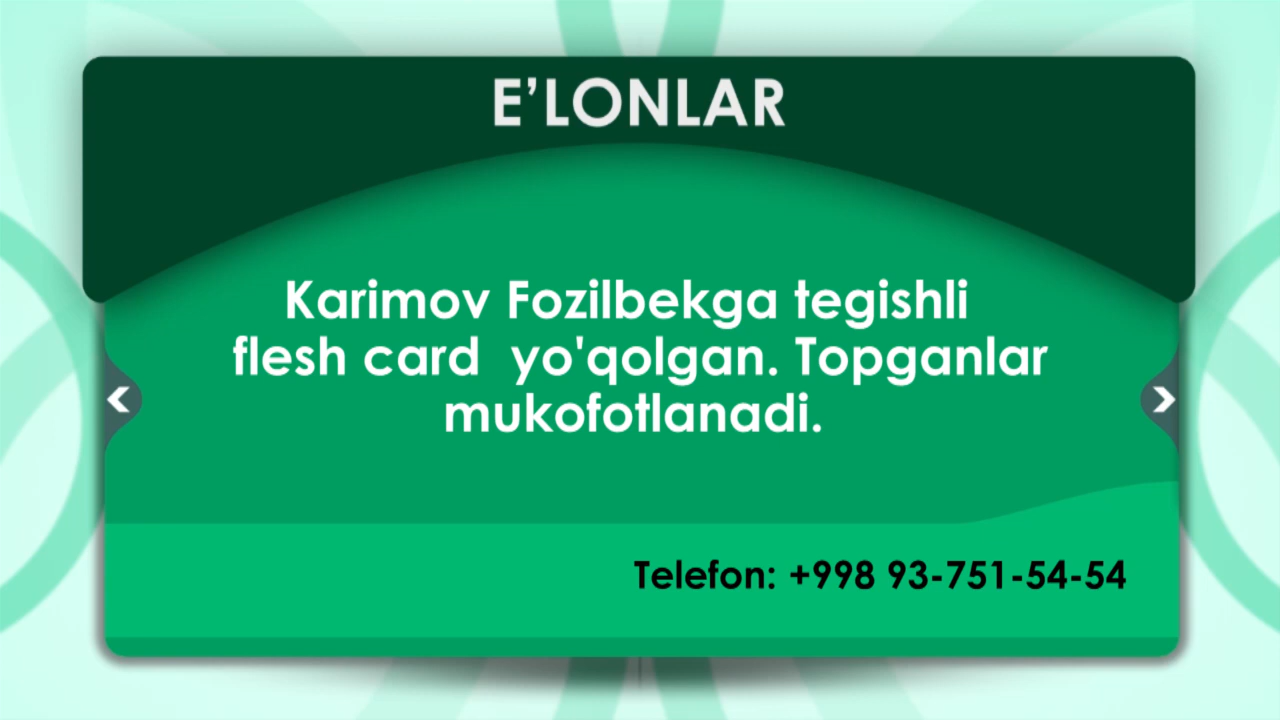 E’LONLAR
Karimov Fozilbekga tegishli
flesh card  yo'qolgan. Topganlar
mukofotlanadi.
Telefon: +998 93-751-54-54